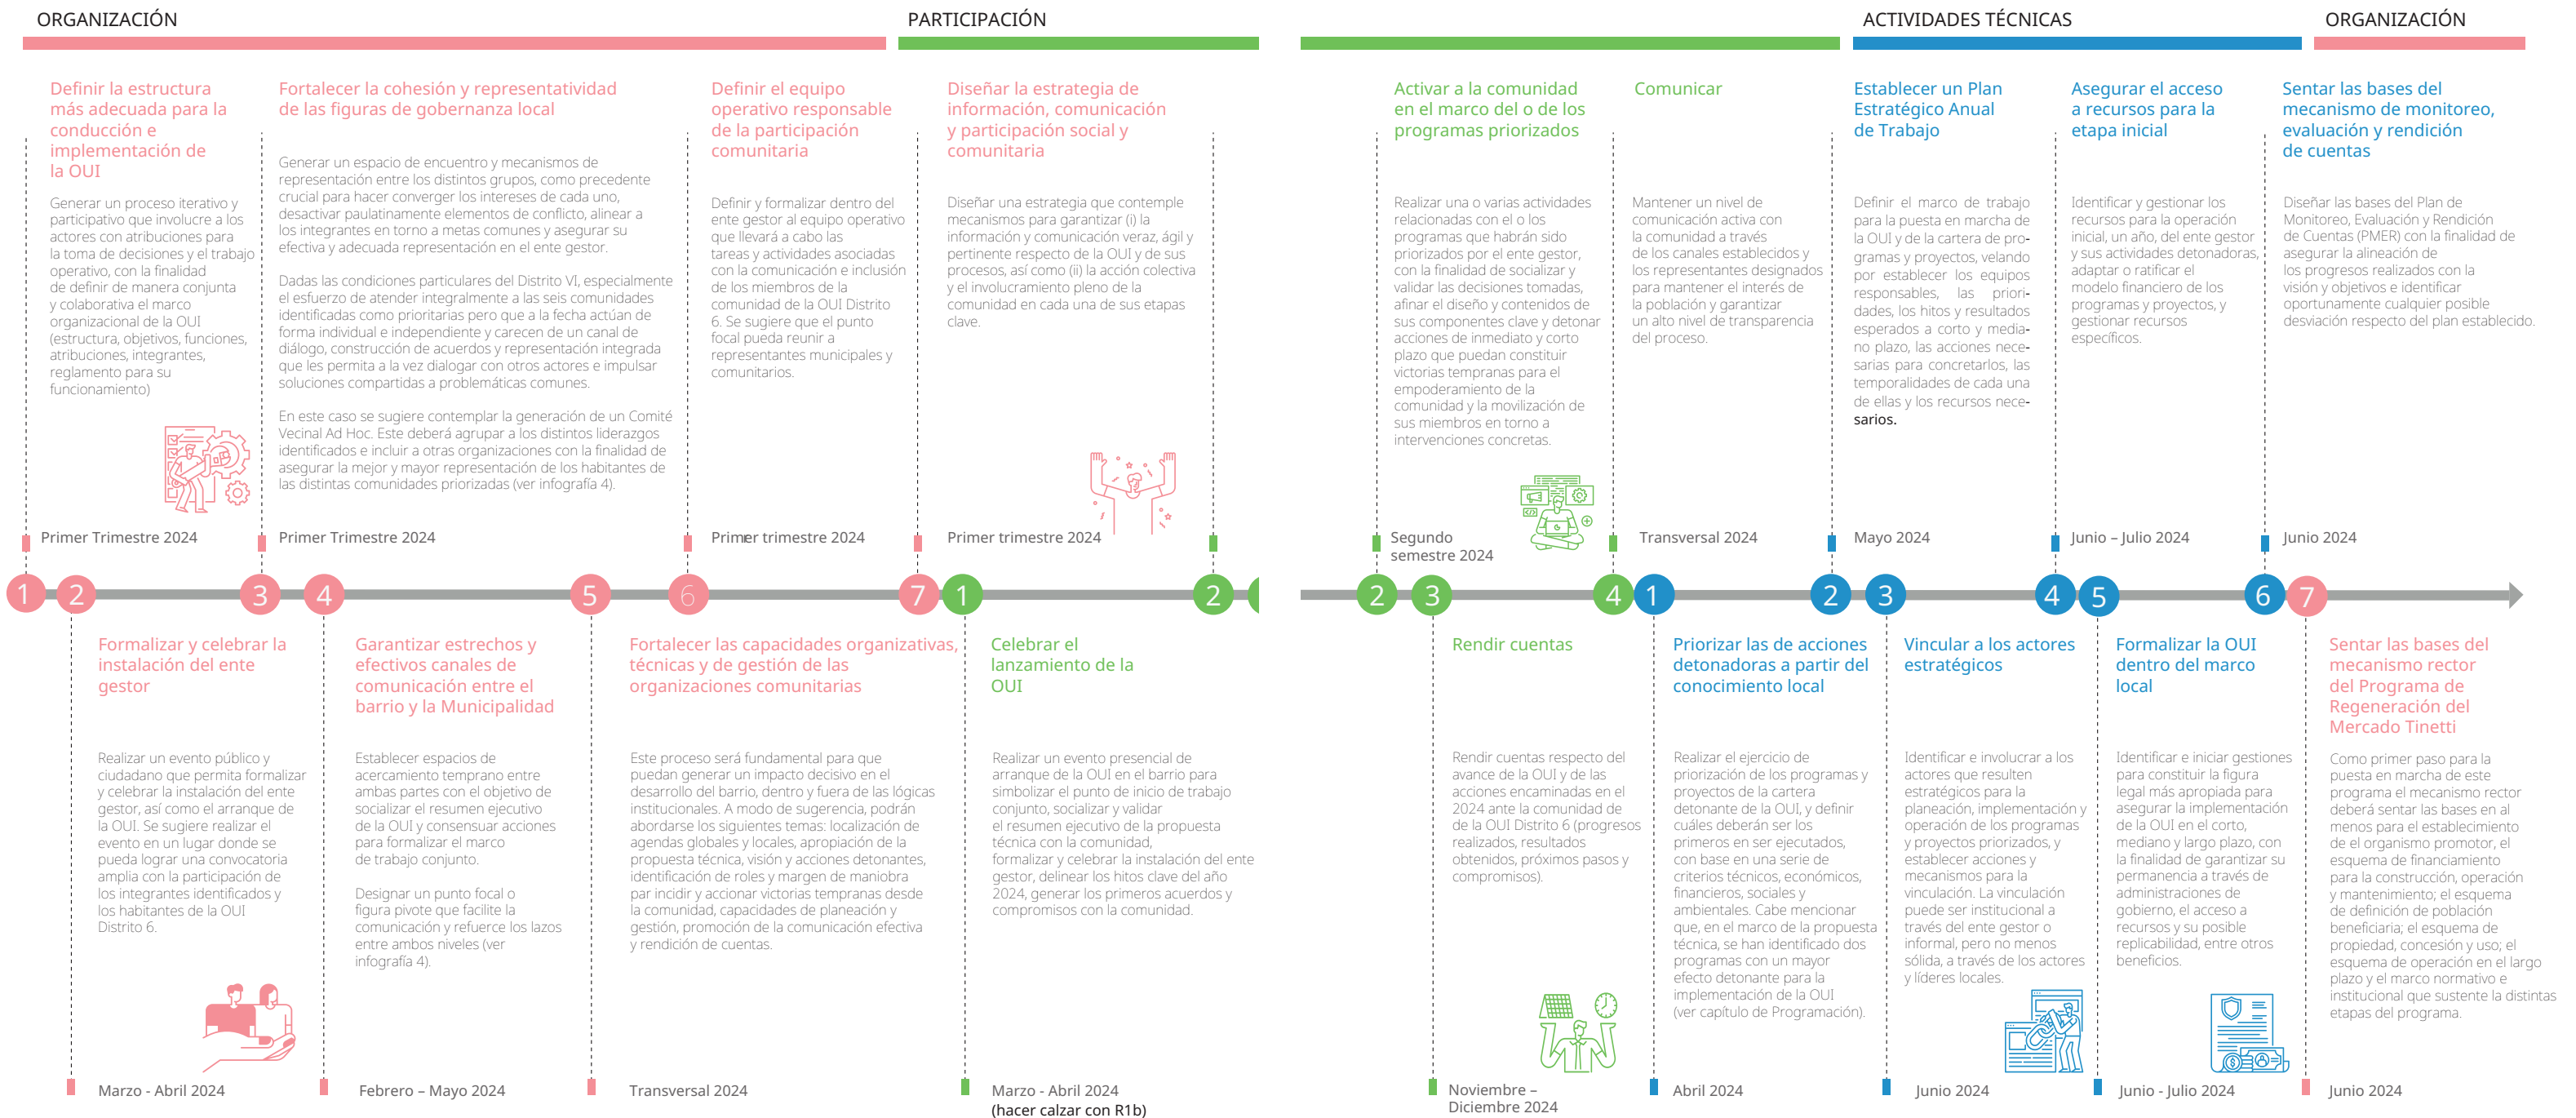 ORGANIZACIÓN
PARTICIPACIÓN
ACTIVIDADES TÉCNICAS
ORGANIZACIÓN
Definir la estructura
más adecuada para la
conducción e
implementación de
la OUI
Generar un proceso iterativo y
participativo que involucre a los
actores con atribuciones para
la toma de decisiones y el trabajo
operativo, con la finalidad
de definir de manera conjunta
y colaborativa el marco
organizacional de la OUI
(estructura, objetivos, funciones,
atribuciones, integrantes,
reglamento para su
funcionamiento)
Primer Trimestre 2024
Fortalecer la cohesión y representatividad
de las figuras de gobernanza local
Generar un espacio de encuentro y mecanismos de
representación entre los distintos grupos, como precedente
crucial para hacer converger los intereses de cada uno,
desactivar paulatinamente elementos de conflicto, alinear a
los integrantes en torno a metas comunes y asegurar su
efectiva y adecuada representación en el ente gestor.
Dadas las condiciones particulares del Distrito VI, especialmente
el esfuerzo de atender integralmente a las seis comunidades
identificadas como prioritarias pero que a la fecha actúan de
forma individual e independiente y carecen de un canal de
diálogo, construcción de acuerdos y representación integrada
que les permita a la vez dialogar con otros actores e impulsar
soluciones compartidas a problemáticas comunes.
En este caso se sugiere contemplar la generación de un Comité
Vecinal Ad Hoc. Este deberá agrupar a los distintos liderazgos
identificados e incluir a otras organizaciones con la finalidad de
asegurar la mejor y mayor representación de los habitantes de
las distintas comunidades priorizadas (ver infografía 4).
Primer Trimestre 2024
Definir el equipo
operativo responsable
de la participación
comunitaria
Definir y formalizar dentro del
ente gestor al equipo operativo
que llevará a cabo las
tareas y actividades asociadas
con la comunicación e inclusión
de los miembros de la
comunidad de la OUI Distrito
6. Se sugiere que el punto
focal pueda reunir a
representantes municipales y
comunitarios.
Primer trimestre 2024
Diseñar la estrategia de
información, comunicación
y participación social y
comunitaria
Diseñar una estrategia que contemple
mecanismos para garantizar (i) la
información y comunicación veraz, ágil y
pertinente respecto de la OUI y de sus
procesos, así como (ii) la acción colectiva
y el involucramiento pleno de la
comunidad en cada una de sus etapas
clave.
Primer trimestre 2024
Activar a la comunidad
en el marco del o de los
programas priorizados
Realizar una o varias actividades
relacionadas con el o los
programas que habrán sido
priorizados por el ente gestor,
con la finalidad de socializar y
validar las decisiones tomadas,
afinar el diseño y contenidos de
sus componentes clave y detonar
acciones de inmediato y corto
plazo que puedan constituir
victorias tempranas para el
empoderamiento de la
comunidad y la movilización de
sus miembros en torno a
intervenciones concretas.
Segundo
semestre 2024
Comunicar
Mantener un nivel de
comunicación activa con
la comunidad a través
de los canales establecidos y
los representantes designados
para mantener el interés de
la población y garantizar
un alto nivel de transparencia
del proceso.
Transversal 2024
Establecer un Plan
Estratégico Anual
de Trabajo
Definir el marco de trabajo
para la puesta en marcha de
la OUI y de la cartera de pro-
gramas y proyectos, velando
por establecer los equipos
responsables, las priori-
dades, los hitos y resultados
esperados a corto y media-
no plazo, las acciones nece-
sarias para concretarlos, las
temporalidades de cada una
de ellas y los recursos nece-
sarios.
Mayo 2024
Asegurar el acceso
a recursos para la
etapa inicial
Identificar y gestionar los
recursos para la operación
inicial, un año, del ente gestor
y sus actividades detonadoras,
adaptar o ratificar el
modelo financiero de los
programas y proyectos, y
gestionar recursos
específicos.
Junio – Julio 2024
Sentar las bases del
mecanismo de monitoreo,
evaluación y rendición
de cuentas
Diseñar las bases del Plan de
Monitoreo, Evaluación y Rendición
de Cuentas (PMER) con la finalidad de
asegurar la alineación de
los progresos realizados con la
visión y objetivos e identificar
oportunamente cualquier posible
desviación respecto del plan establecido.
Junio 2024
1 2 3 4 5 6 7 1 2
2 3 4 1 2 3 4 5 6 7
Formalizar y celebrar la
instalación del ente
gestor
Realizar un evento público y
ciudadano que permita formalizar
y celebrar la instalación del ente
gestor, así como el arranque de
la OUI. Se sugiere realizar el
evento en un lugar donde se
pueda lograr una convocatoria
amplia con la participación de
los integrantes identificados y
los habitantes de la OUI
Distrito 6.
Marzo - Abril 2024
Garantizar estrechos y
efectivos canales de
comunicación entre el
barrio y la Municipalidad
Establecer espacios de
acercamiento temprano entre
ambas partes con el objetivo de
socializar el resumen ejecutivo
de la OUI y consensuar acciones
para formalizar el marco
de trabajo conjunto.
Designar un punto focal o
figura pivote que facilite la
comunicación y refuerce los lazos
entre ambos niveles (ver
infografía 4).
Febrero – Mayo 2024
Fortalecer las capacidades organizativas,
técnicas y de gestión de las
organizaciones comunitarias
Este proceso será fundamental para que
puedan generar un impacto decisivo en el
desarrollo del barrio, dentro y fuera de las lógicas
institucionales. A modo de sugerencia, podrán
abordarse los siguientes temas: localización de
agendas globales y locales, apropiación de la
propuesta técnica, visión y acciones detonantes,
identificación de roles y margen de maniobra
par incidir y accionar victorias tempranas desde
la comunidad, capacidades de planeación y
gestión, promoción de la comunicación efectiva
y rendición de cuentas.
Transversal 2024
Celebrar el
lanzamiento de la
OUI
Realizar un evento presencial de
arranque de la OUI en el barrio para
simbolizar el punto de inicio de trabajo
conjunto, socializar y validar
el resumen ejecutivo de la propuesta
técnica con la comunidad,
formalizar y celebrar la instalación del ente
gestor, delinear los hitos clave del año
2024, generar los primeros acuerdos y
compromisos con la comunidad.
Marzo - Abril 2024
(hacer calzar con R1b)
Rendir cuentas
Rendir cuentas respecto del
avance de la OUI y de las
acciones encaminadas en el
2024 ante la comunidad de
de la OUI Distrito 6 (progresos
realizados, resultados
obtenidos, próximos pasos y
compromisos).
Noviembre –
Diciembre 2024
Priorizar las de acciones
detonadoras a partir del
conocimiento local
Realizar el ejercicio de
priorización de los programas y
proyectos de la cartera
detonante de la OUI, y definir
cuáles deberán ser los
primeros en ser ejecutados,
con base en una serie de
criterios técnicos, económicos,
financieros, sociales y
ambientales. Cabe mencionar
que, en el marco de la propuesta
técnica, se han identificado dos
programas con un mayor
efecto detonante para la
implementación de la OUI
(ver capítulo de Programación).
Abril 2024
Vincular a los actores
estratégicos
Identificar e involucrar a los
actores que resulten
estratégicos para la
planeación, implementación y
operación de los programas
y proyectos priorizados, y
establecer acciones y
mecanismos para la
vinculación. La vinculación
puede ser institucional a
través del ente gestor o
informal, pero no menos
sólida, a través de los actores
y líderes locales.
Junio 2024
Formalizar la OUI
dentro del marco
local
Identificar e iniciar gestiones
para constituir la figura
legal más apropiada para
asegurar la implementación
de la OUI en el corto,
mediano y largo plazo, con
la finalidad de garantizar su
permanencia a través de
administraciones de
gobierno, el acceso a
recursos y su posible
replicabilidad, entre otros
beneficios.
Junio - Julio 2024
Sentar las bases del
mecanismo rector
del Programa de
Regeneración del
Mercado Tinetti
Como primer paso para la
puesta en marcha de este
programa el mecanismo rector
deberá sentar las bases en al
menos para el establecimiento
de el organismo promotor, el
esquema de financiamiento
para la construcción, operación
y mantenimiento; el esquema
de definición de población
beneficiaria; el esquema de
propiedad, concesión y uso; el
esquema de operación en el largo
plazo y el marco normativo e
institucional que sustente la distintas
etapas del programa.
Junio 2024